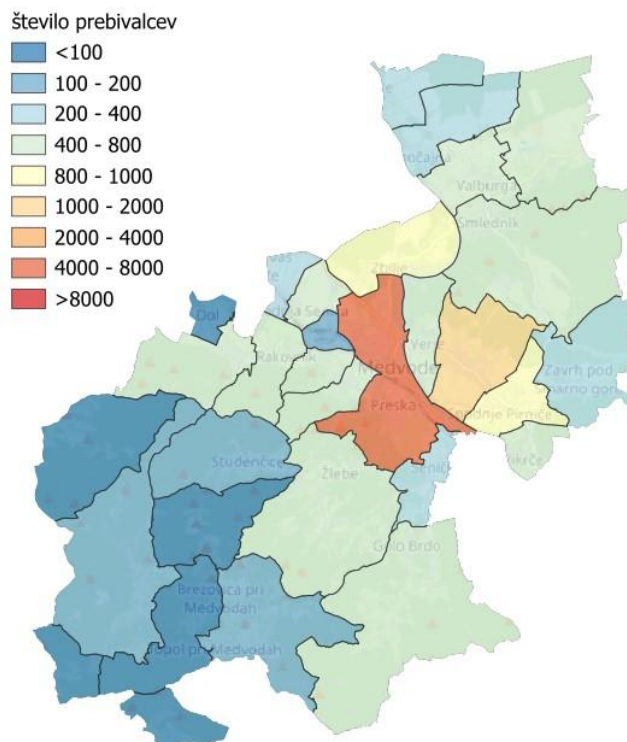 število prebivalcev
<100
100 - 200
200 - 400
400 - 800
800 - 1000
1000 - 2000
2000 - 4000
4000 - 8000
>8000
Valburga
Smlednik
Zbilje
Dol
Rakovnik
Verje
Medvode
Zavrh pod
Preska
Spodnje Pirniče
Studenčice
Žlebe
Golo Brdo
Brezovica pri
Medvodah
Topol pri Medvodah